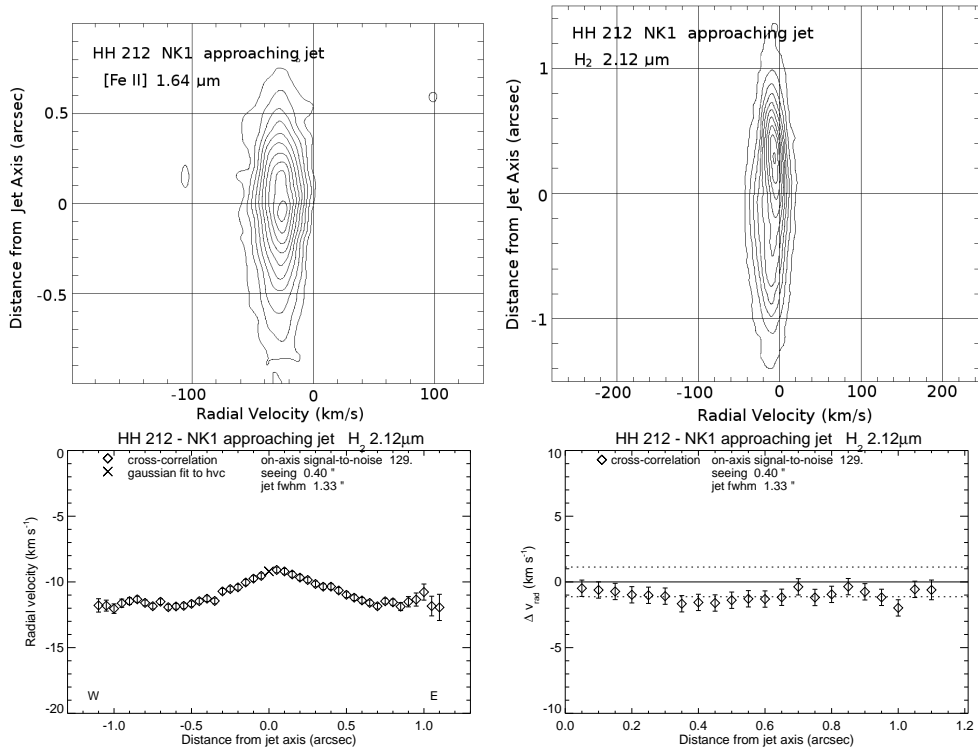 HH 212 NK1 approaching jet
[Fe II] 1.64 µm
0.5
0
-0.5
-100
0
100
Distance from Jet Axis (arcsec)
Radial Velocity (km/s)
HH 212 NK1 approaching jet
H₂ 2.12 µm
1
0
-1
-200
-100
0
100
200
Distance from Jet Axis (arcsec)
Radial Velocity (km/s)
HH 212 - NK1 approaching jet H₂ 2.12µm
cross-correlation
gaussian fit to hvc
on-axis signal-to-noise 129.
seeing 0.40 "
jet fwhm 1.33 "
0
-5
-10
-15
-20
Radial velocity (km s⁻¹)
W
E
-1.0
-0.5
0.0
0.5
1.0
Distance from jet axis (arcsec)
HH 212 - NK1 approaching jet H₂ 2.12µm
cross-correlation
on-axis signal-to-noise 129.
seeing 0.40 "
jet fwhm 1.33 "
10
5
0
-5
-10
Δ vrad (km s⁻¹)
0.0
0.2
0.4
0.6
0.8
1.0
1.2
Distance from jet axis (arcsec)